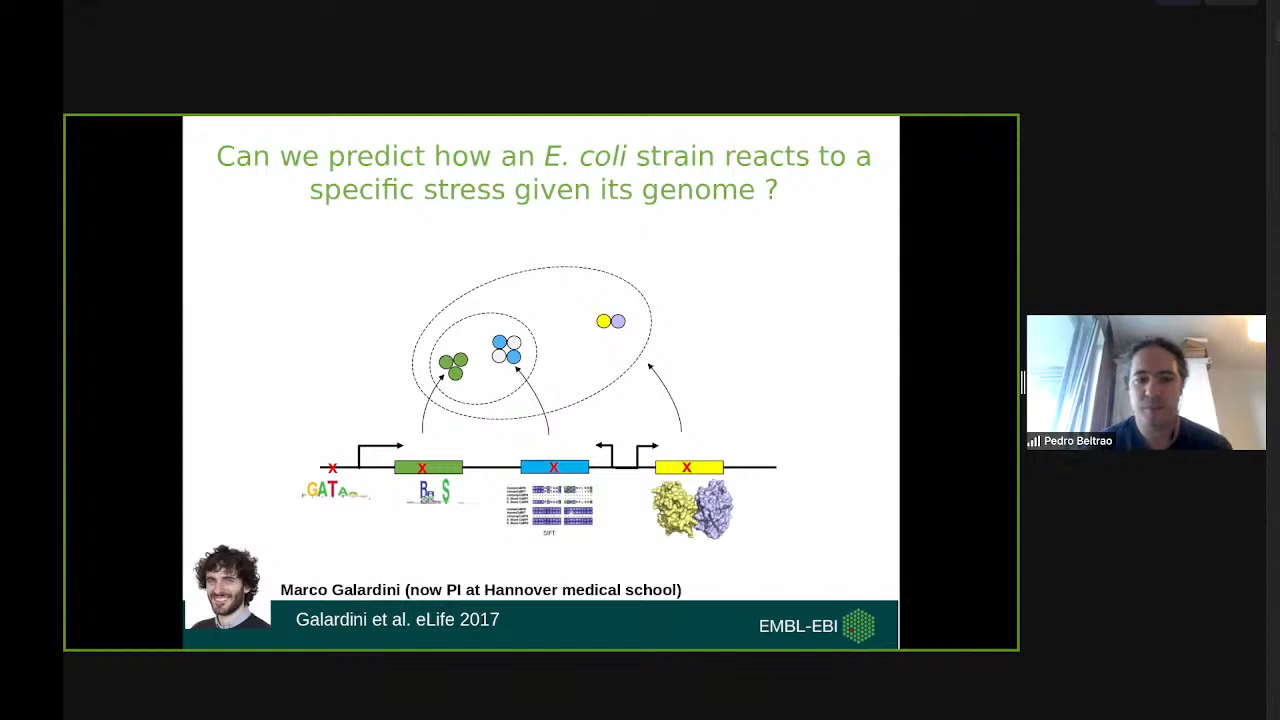 Can we predict how an E. coli strain reacts to a
specific stress given its genome ?
X
X
X
X
GATA
S
SIFT
Marco Galardini (now PI at Hannover medical school)
Galardini et al. eLife 2017
EMBL-EBI
Pedro Beltrao